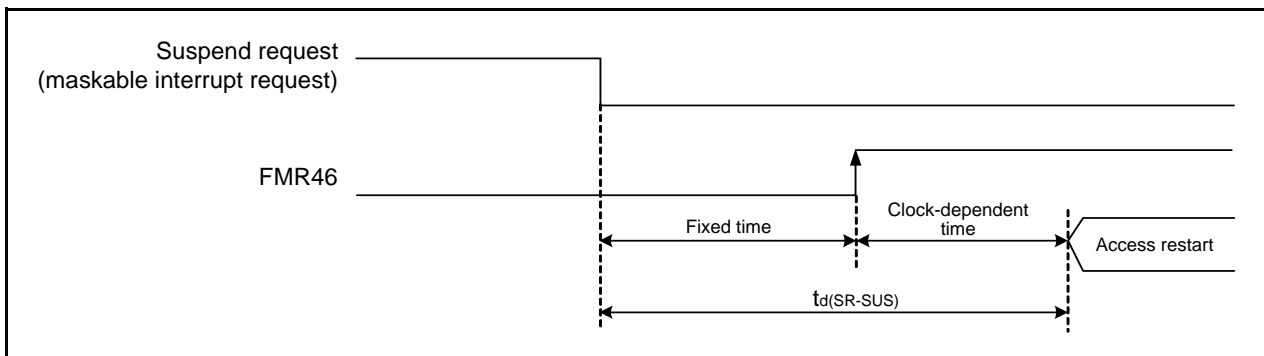 Suspend request
(maskable interrupt request)
FMR46
Fixed time
Clock-dependent
time
Access restart
td(SR-SUS)